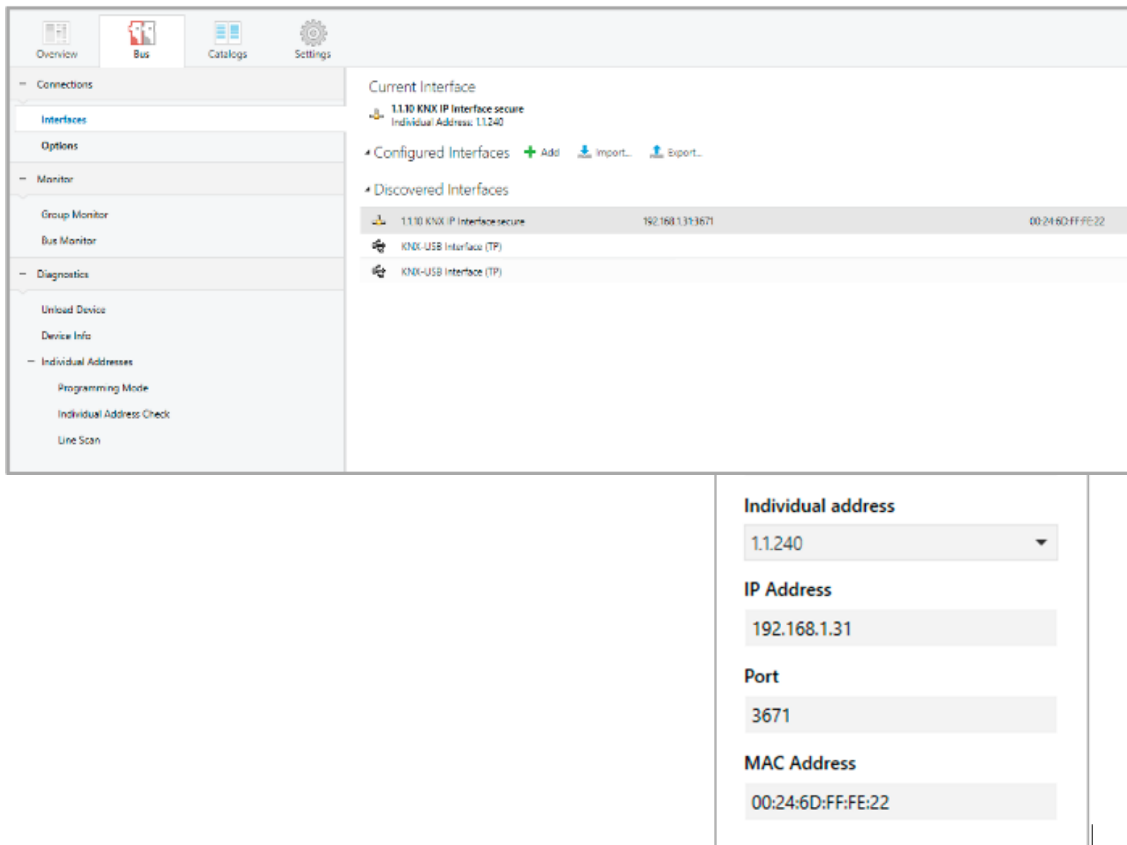 Overview Bus Catalogs Settings
Connections
Interfaces
Options
Monitor
Group Monitor
Bus Monitor
Diagnostics
Unload Device
Device Info
Individual Addresses
Programming Mode
Individual Address Check
Line Scan
Current Interface
1.1.10 KNX IP Interface secure
Individual Address: 1.1.240
Configured Interfaces Add Import... Export...
Discovered Interfaces
1.1.10 KNX IP Interface secure 192.168.1.31:3671 00:24:6D:FF:FE:22
KNX-USB Interface (TP)
KNX-USB Interface (TP)
Individual address
1.1.240
IP Address
192.168.1.31
Port
3671
MAC Address
00:24:6D:FF:FE:22